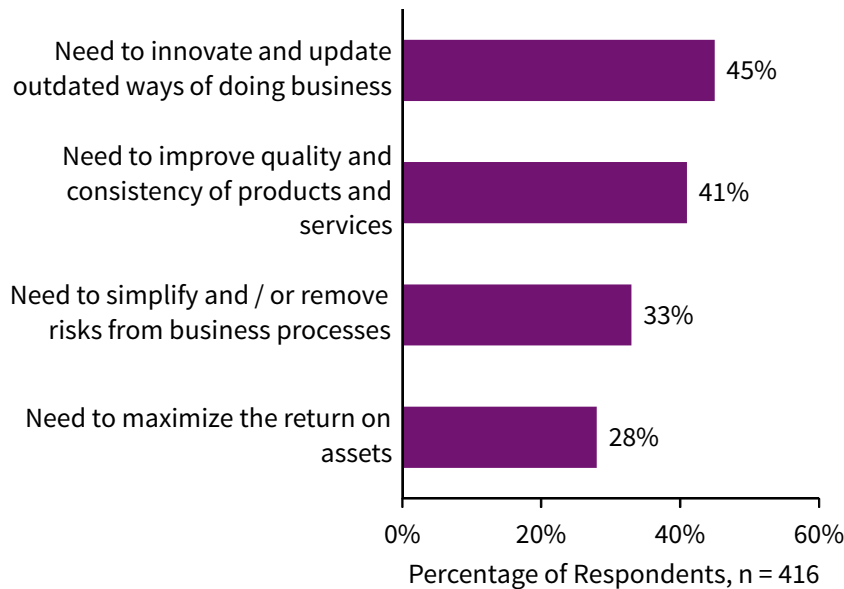 Need to innovate and update
outdated ways of doing business
45%
Need to improve quality and
consistency of products and
services
41%
Need to simplify and / or remove
risks from business processes
33%
Need to maximize the return on
assets
28%
0% 20% 40% 60%
Percentage of Respondents, n = 416